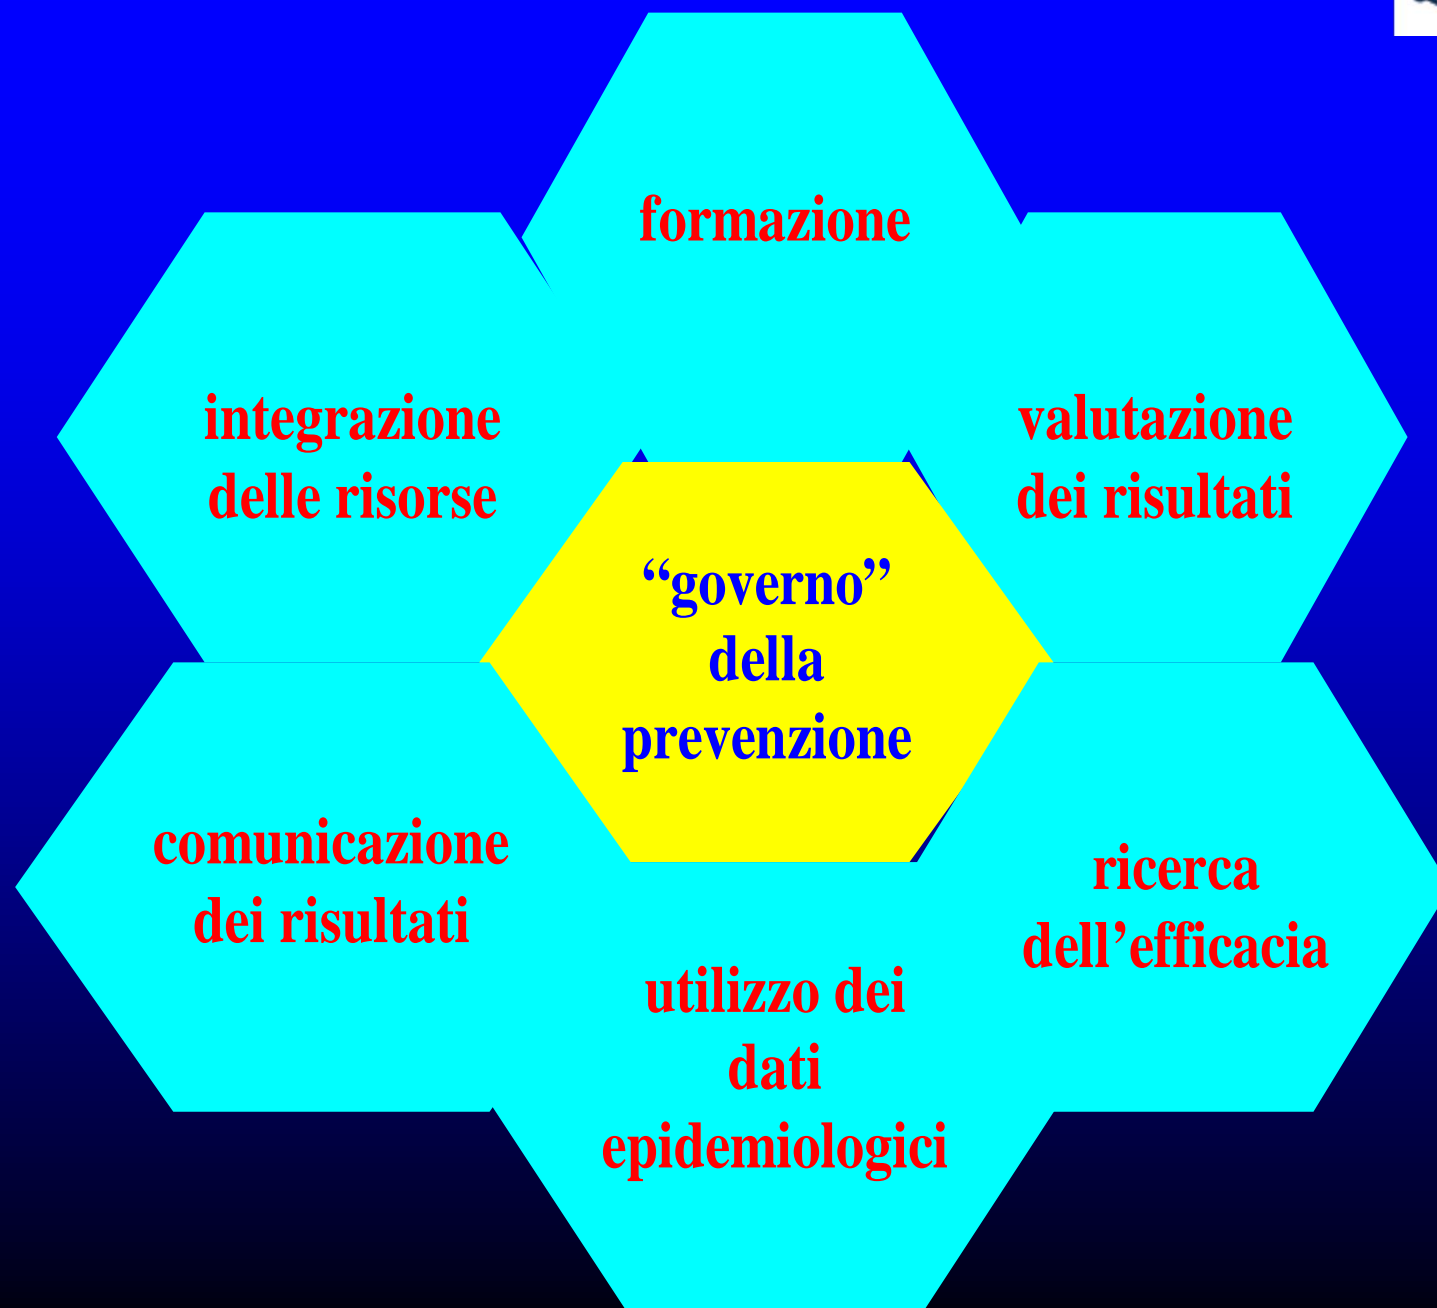 formazione
integrazione
delle risorse
valutazione
dei risultati
“governo”
della
prevenzione
comunicazione
dei risultati
ricerca
dell’efficacia
utilizzo dei
dati
epidemiologici